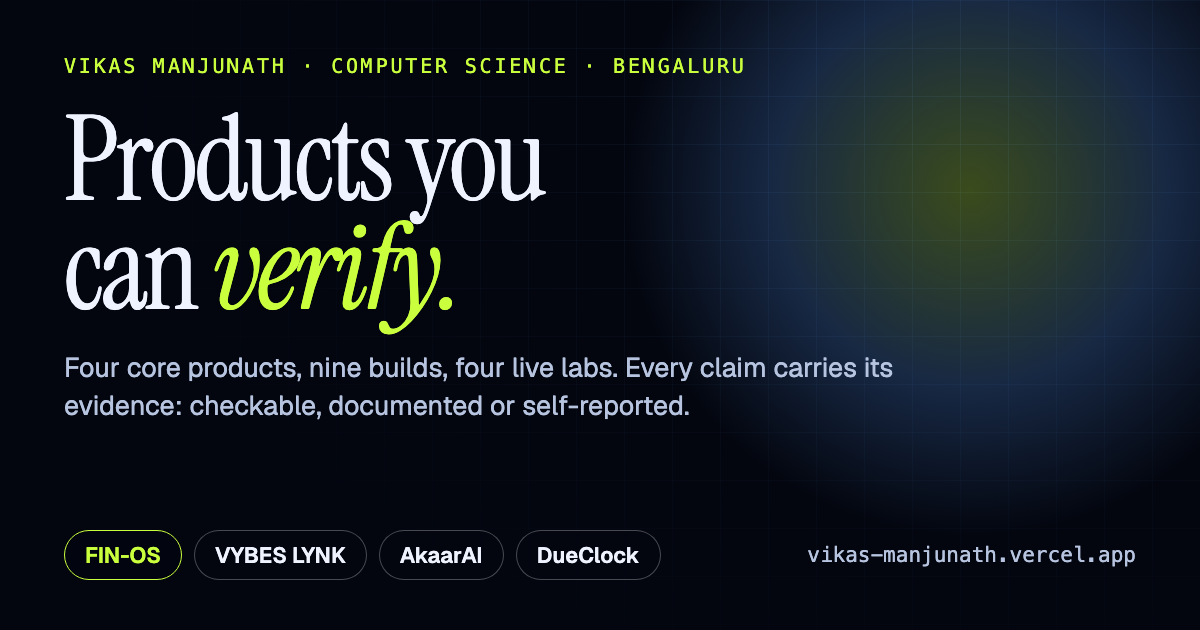 VIKAS MANJUNATH · COMPUTER SCIENCE · BENGALURU
Products you
can verify.
Four core products, nine builds, four live labs. Every claim carries its
evidence: checkable, documented or self-reported.
FIN-OS VYBES LYNK AkaarAI DueClock vikas-manjunath.vercel.app